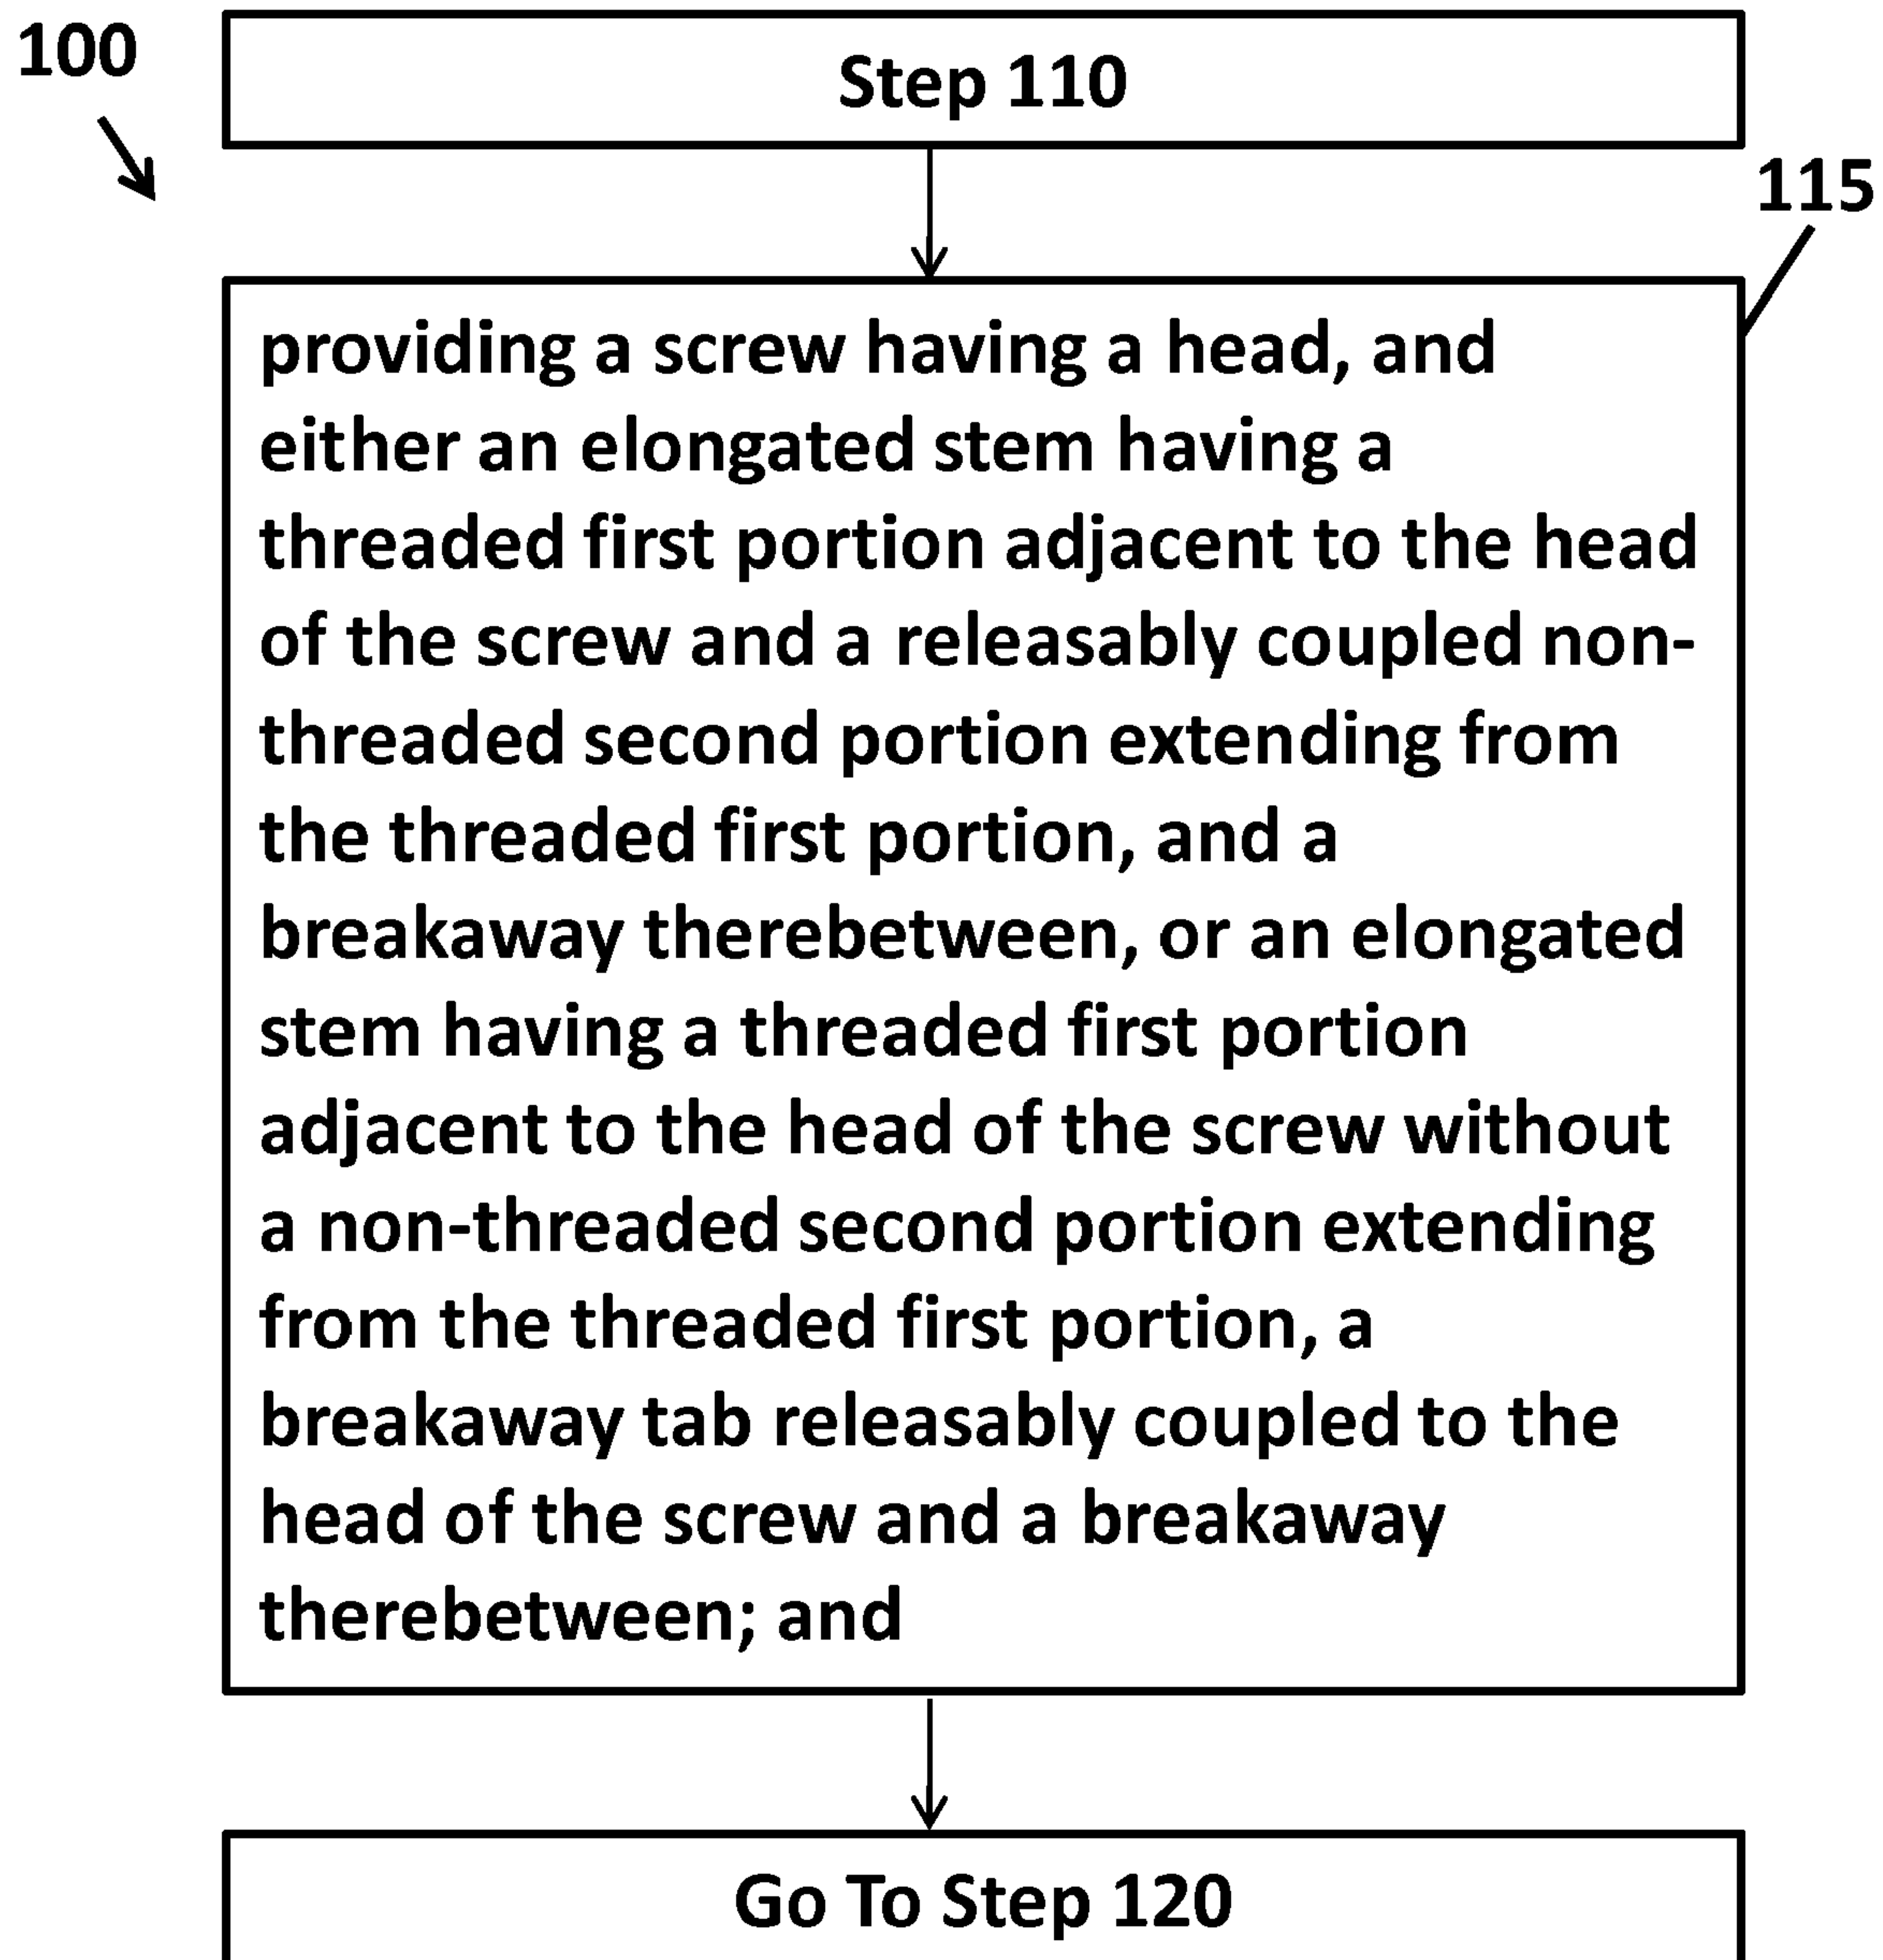 100
Step 110
115
providing a screw having a head, and
either an elongated stem having a
threaded first portion adjacent to the head
of the screw and a releasably coupled non-
threaded second portion extending from
the threaded first portion, and a
breakaway therebetween, or an elongated
stem having a threaded first portion
adjacent to the head of the screw without
a non-threaded second portion extending
from the threaded first portion, a
breakaway tab releasably coupled to the
head of the screw and a breakaway
therebetween; and
Go To Step 120